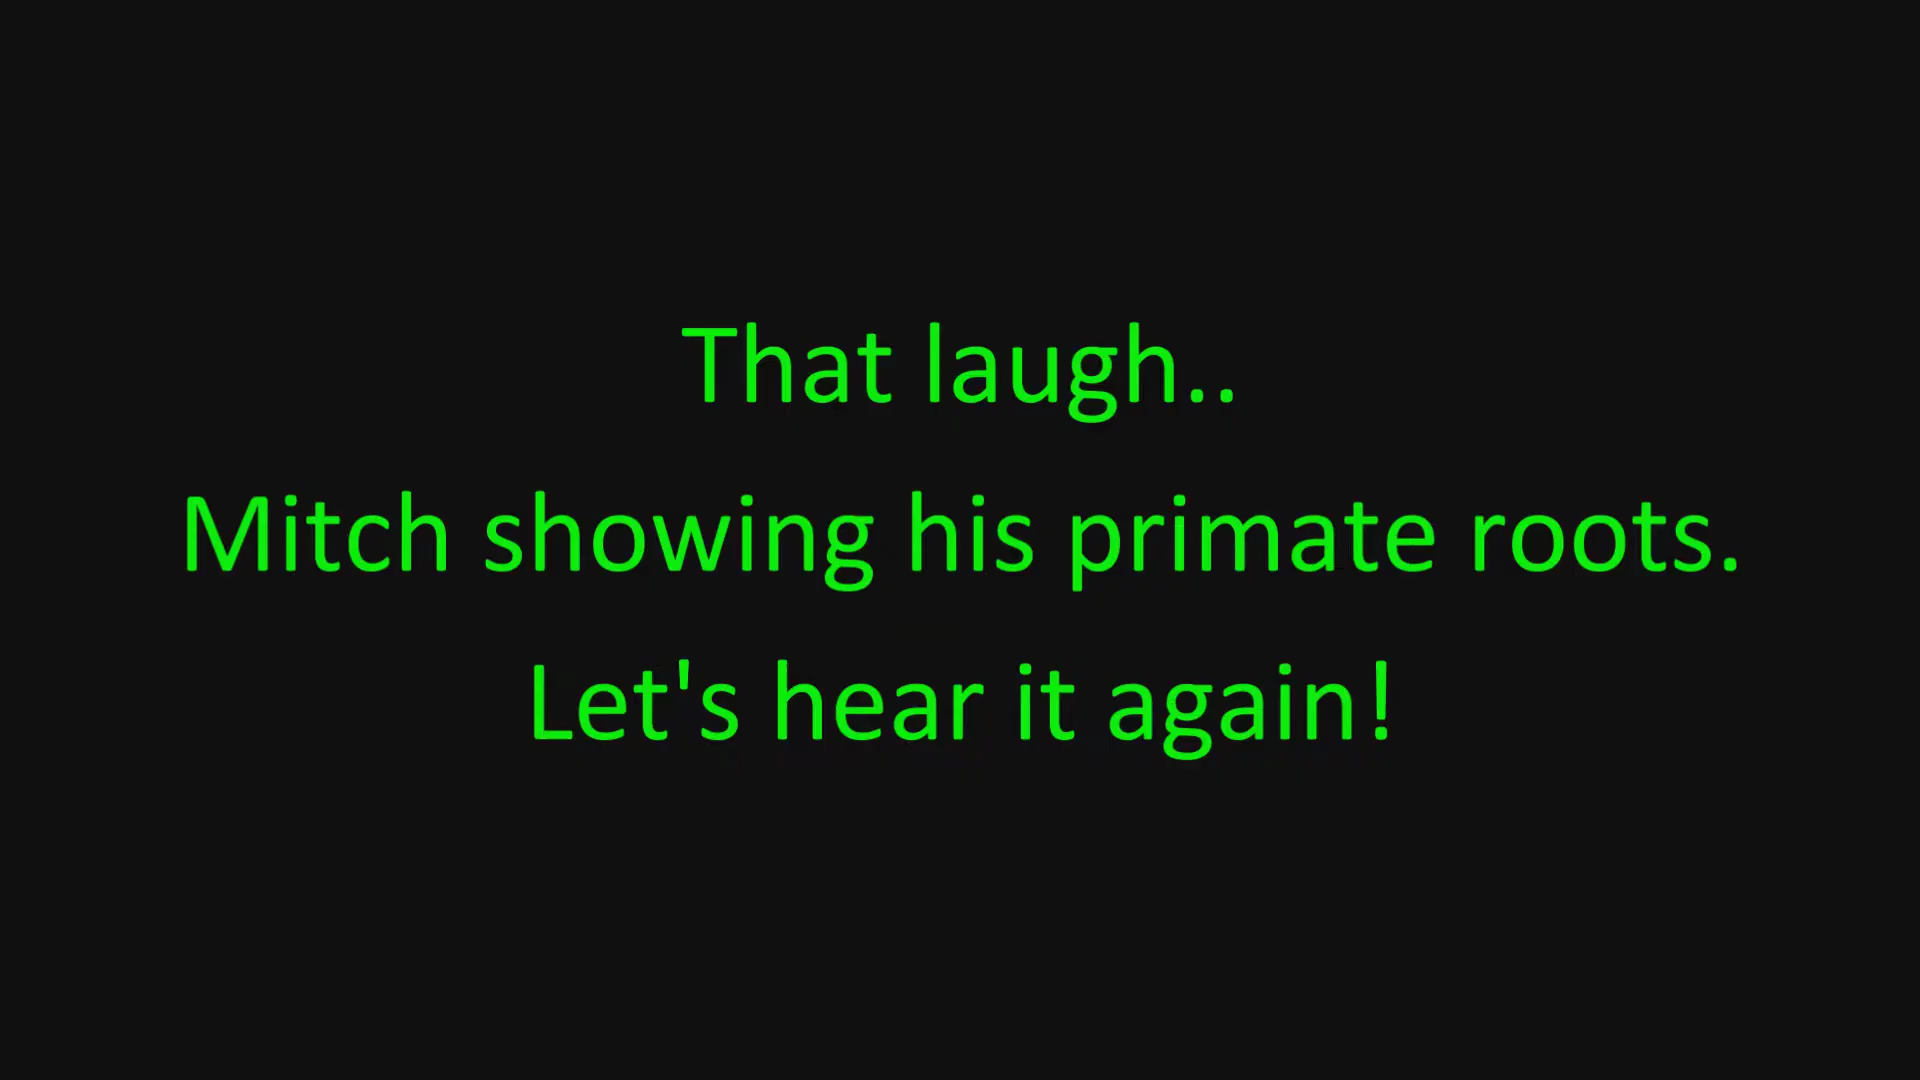 That laugh..
Mitch showing his primate roots.
Let's hear it again!